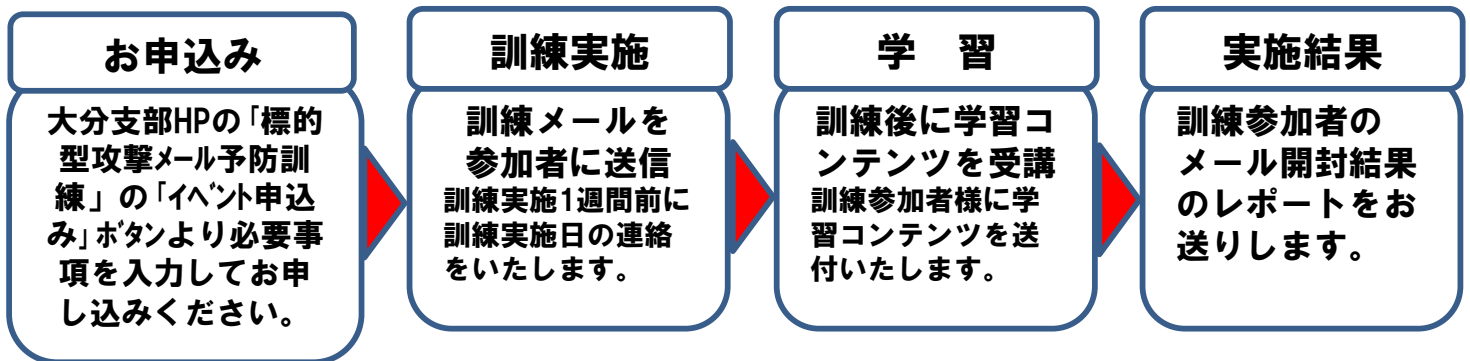 お申込み
大分支部HPの「標的
型攻撃ﾒｰﾙ予防訓
練」の「ｲﾍﾞﾝﾄ申込
み」ﾎﾞﾀﾝより必要事
項を入力してお申
し込みください。
訓練実施
訓練メールを
参加者に送信
訓練実施1週間前に
訓練実施日の連絡
をいたします。
学　習
訓練後に学習コ
ンテンツを受講
訓練参加者様に学
習コンテンツを送
付いたします。
実施結果
訓練参加者の
メール開封結果
のレポートをお
送りします。